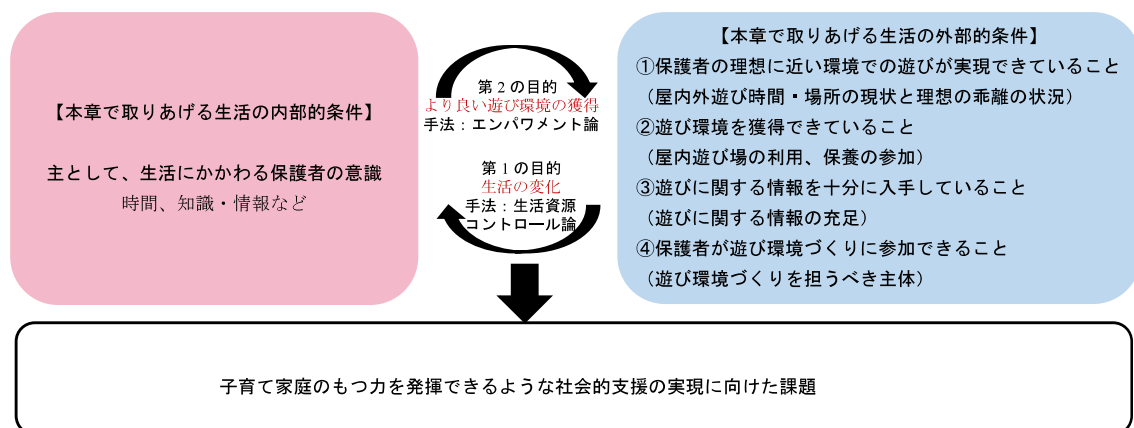 【本章で取りあげる生活の内部的条件】
主として、生活にかかわる保護者の意識
時間、知識・情報など
第２の目的
より良い遊び環境の獲得
手法：エンパワメント論
第１の目的
生活の変化
手法：生活資源
コントロール論
【本章で取りあげる生活の外部的条件】
①保護者の理想に近い環境での遊びが実現できていること
（屋内外遊び時間・場所の現状と理想の乖離の状況）
②遊び環境を獲得できていること
（屋内遊び場の利用、保養の参加）
③遊びに関する情報を十分に入手していること
（遊びに関する情報の充足）
④保護者が遊び環境づくりに参加できること
（遊び環境づくりを担うべき主体）
子育て家庭のもつ力を発揮できるような社会的支援の実現に向けた課題